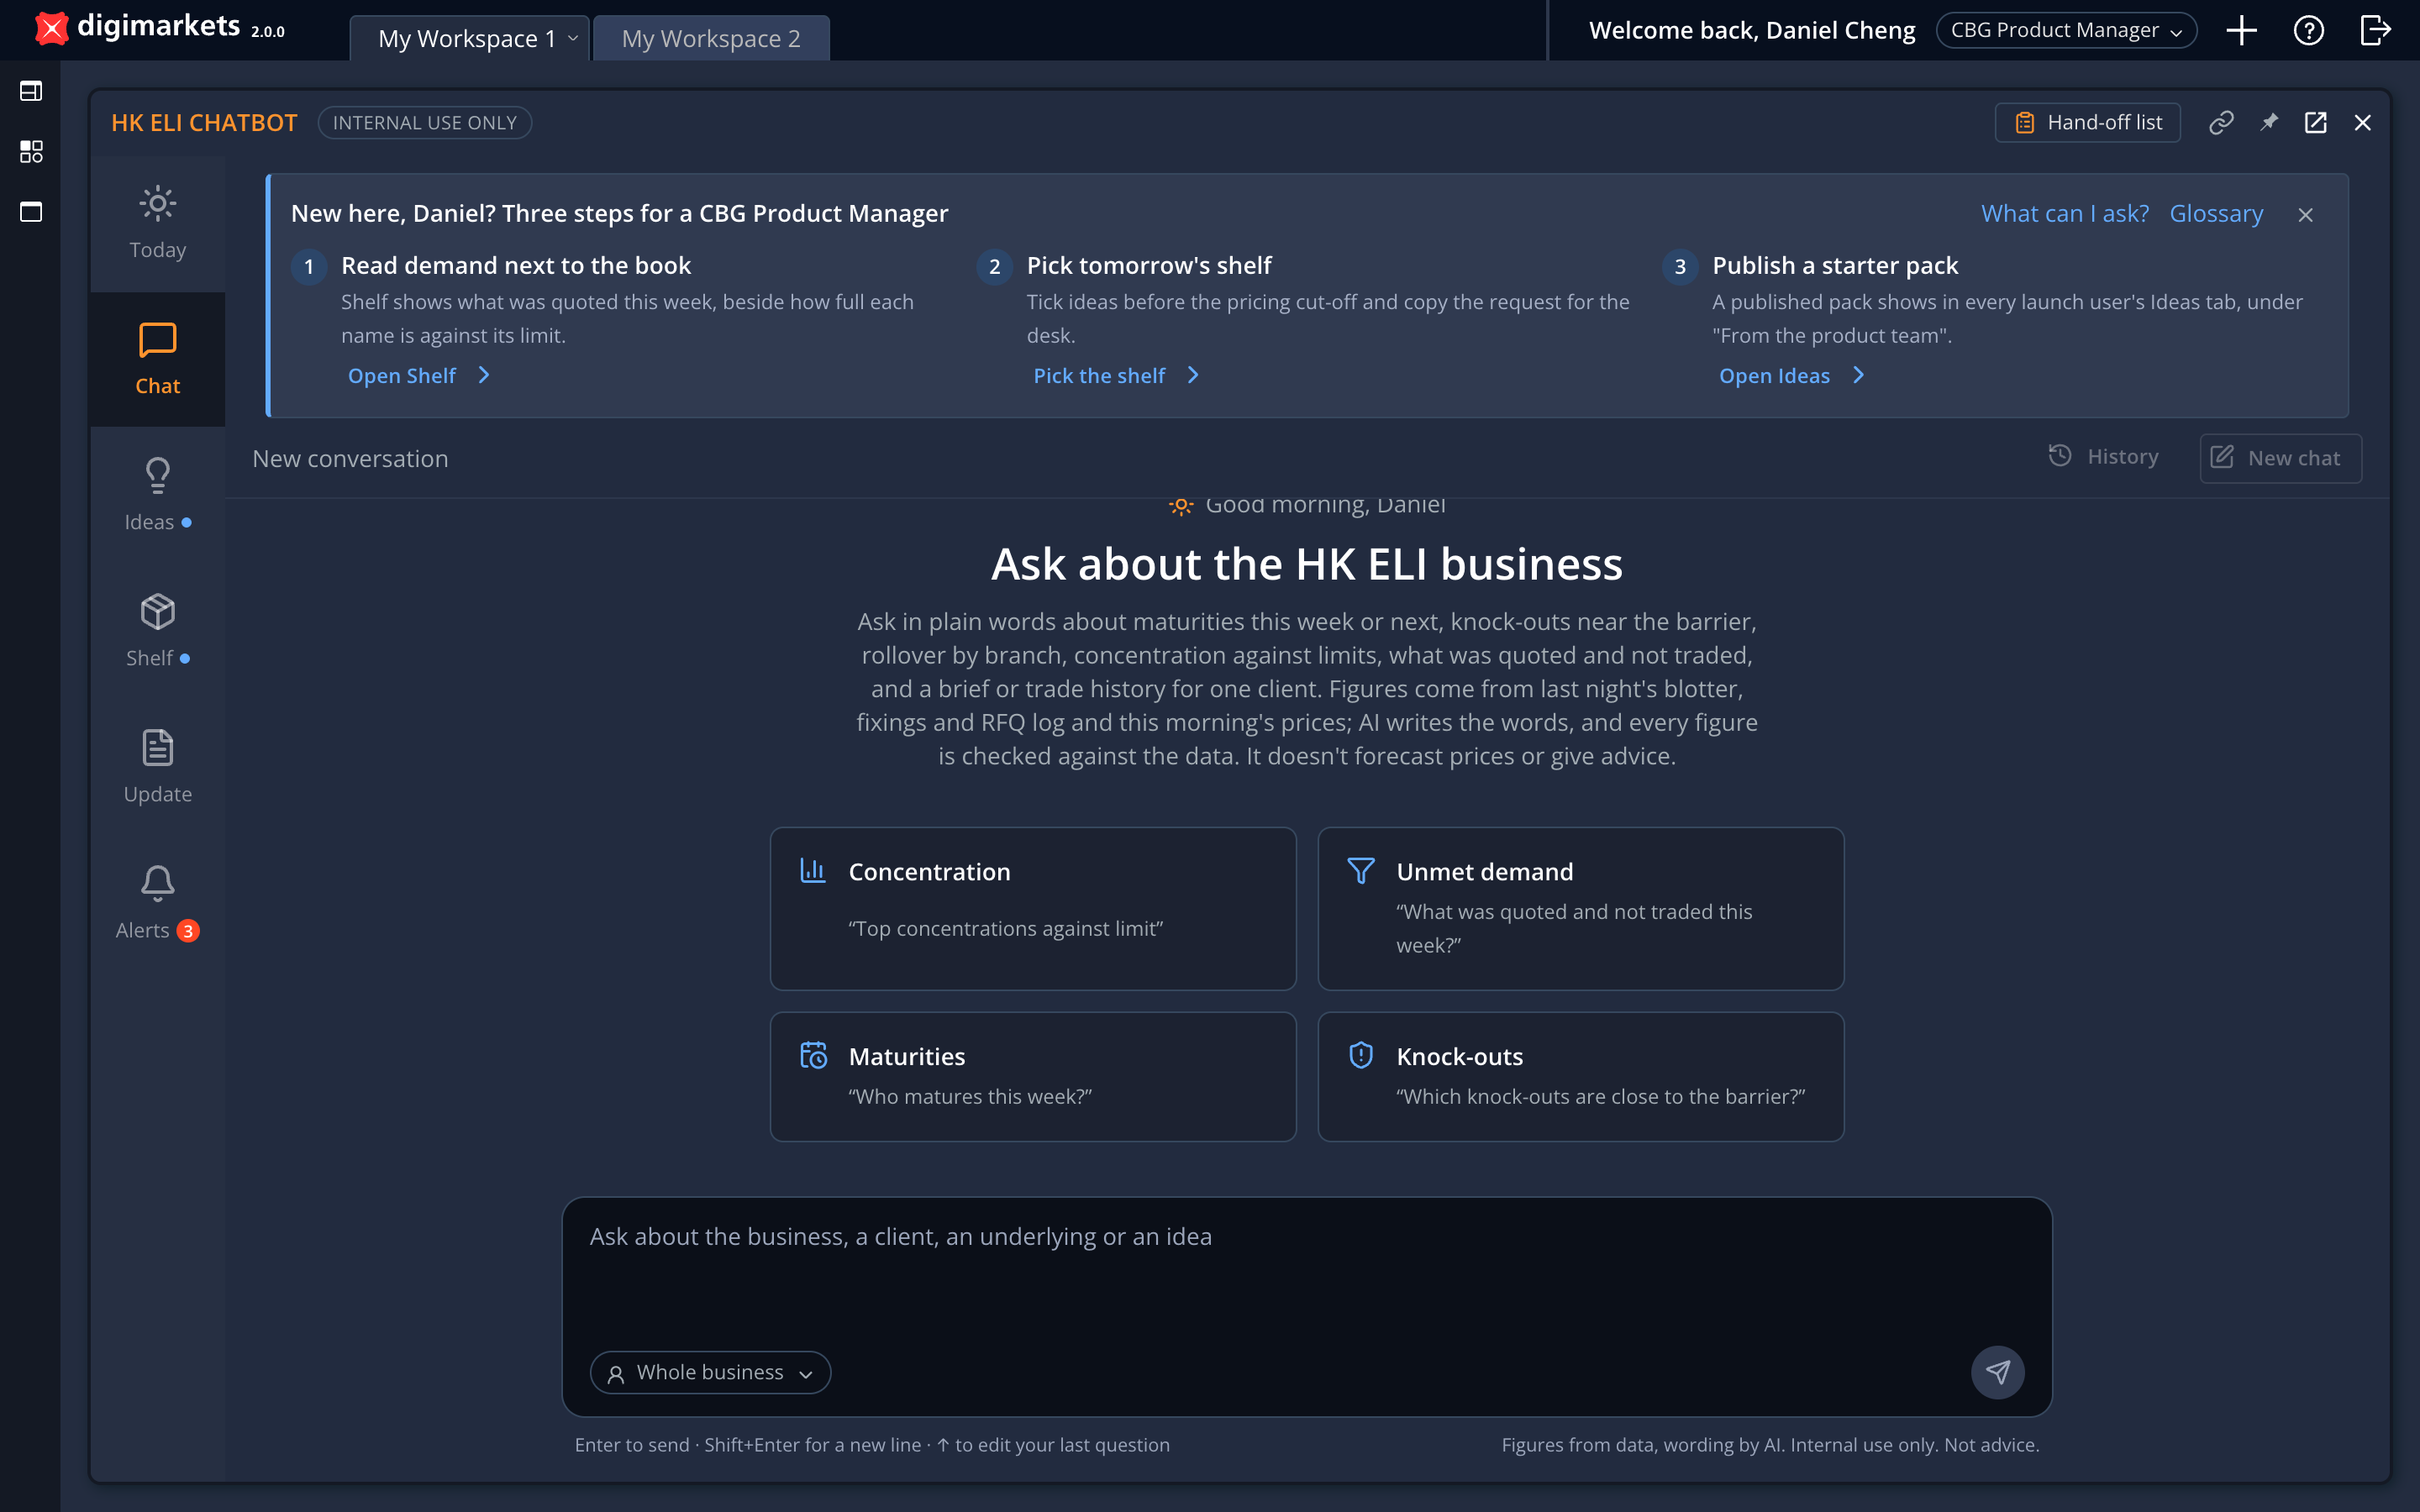 digimarkets 2.0.0
My Workspace 1
My Workspace 2
Welcome back, Daniel Cheng
CBG Product Manager
HK ELI CHATBOT
INTERNAL USE ONLY
Hand-off list
Today
Chat
Ideas
Shelf
Update
Alerts 3
New here, Daniel? Three steps for a CBG Product Manager
What can I ask?
Glossary
1
Read demand next to the book
Shelf shows what was quoted this week, beside how full each
name is against its limit.
Open Shelf
2
Pick tomorrow's shelf
Tick ideas before the pricing cut-off and copy the request for the
desk.
Pick the shelf
3
Publish a starter pack
A published pack shows in every launch user's Ideas tab, under
"From the product team".
Open Ideas
New conversation
History
New chat
Good morning, Daniel
Ask about the HK ELI business
Ask in plain words about maturities this week or next, knock-outs near the barrier,
rollover by branch, concentration against limits, what was quoted and not traded,
and a brief or trade history for one client. Figures come from last night's blotter,
fixings and RFQ log and this morning's prices; AI writes the words, and every figure
is checked against the data. It doesn't forecast prices or give advice.
Concentration
“Top concentrations against limit”
Unmet demand
“What was quoted and not traded this
week?”
Maturities
“Who matures this week?”
Knock-outs
“Which knock-outs are close to the barrier?”
Ask about the business, a client, an underlying or an idea
Whole business
Enter to send · Shift+Enter for a new line · ↑ to edit your last question
Figures from data, wording by AI. Internal use only. Not advice.